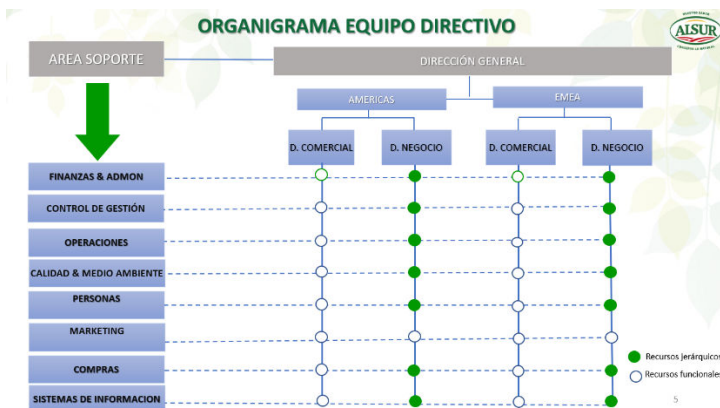 ORGANIGRAMA EQUIPO DIRECTIVO
ALSUR
AREA SOPORTE
DIRECCIÓN GENERAL
AMERICAS
EMEA
D. COMERCIAL
D. NEGOCIO
D. COMERCIAL
D. NEGOCIO
FINANZAS & ADMON
CONTROL DE GESTIÓN
OPERACIONES
CALIDAD & MEDIO AMBIENTE
PERSONAS
MARKETING
COMPRAS
SISTEMAS DE INFORMACION
Recursos jerárquicos
Recursos funcionales
5